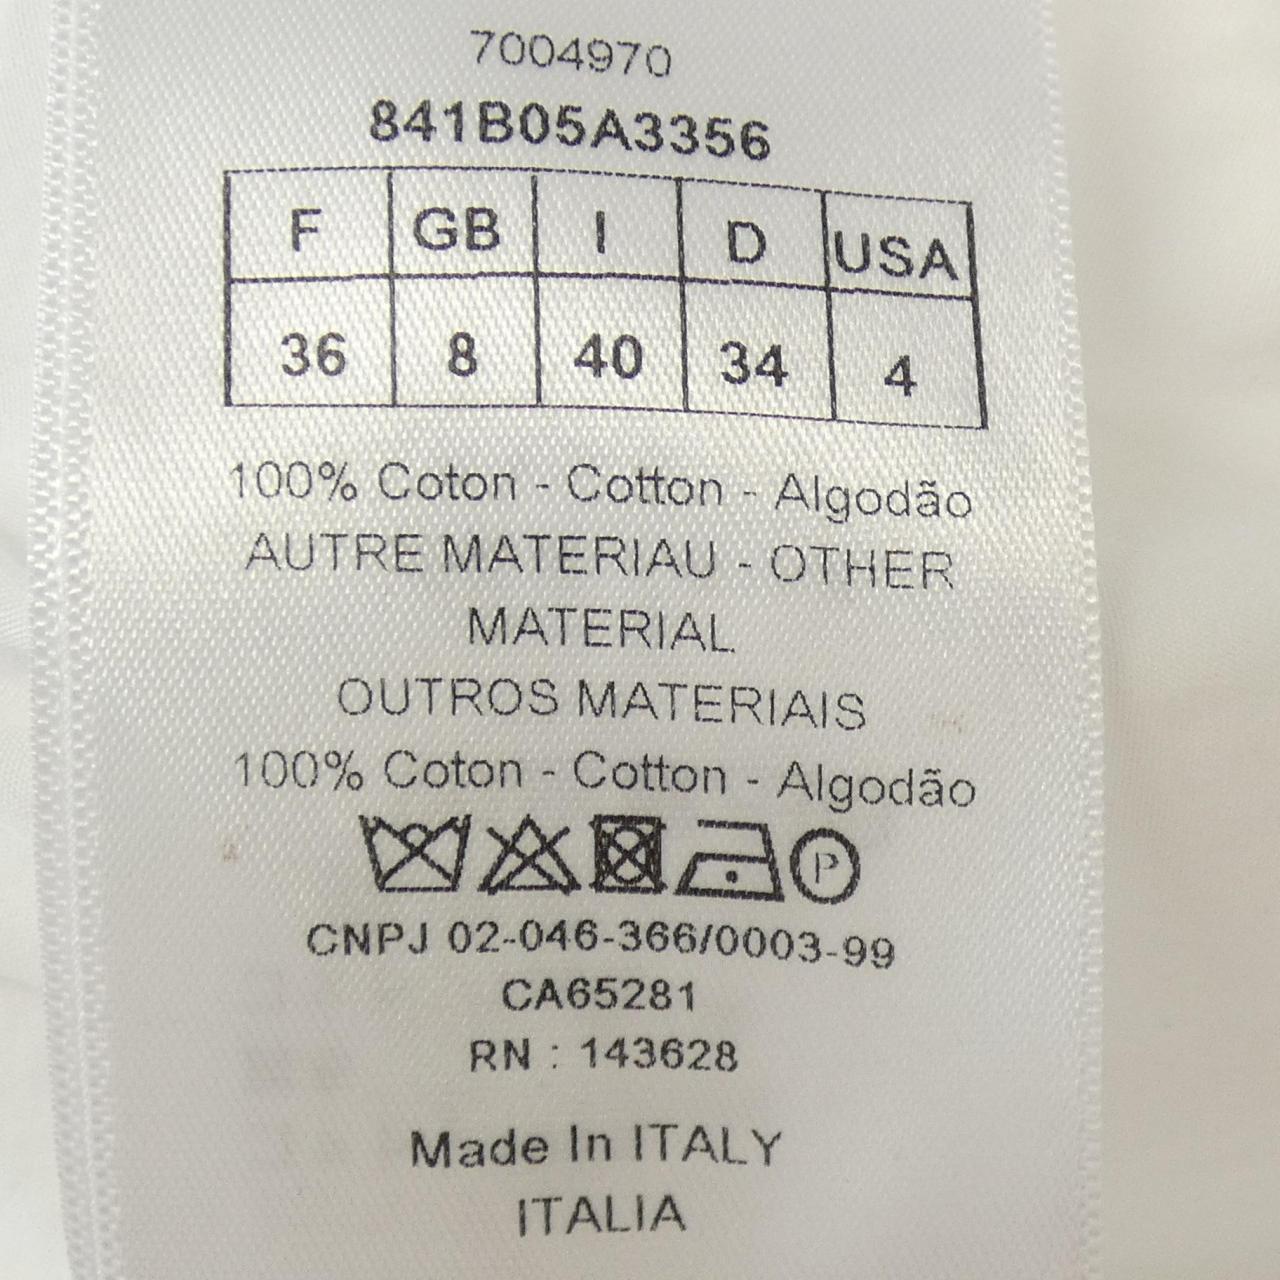 7004970
841B05A3356
F GB I D USA
36 8 40 34 4
100% Coton - Cotton - Algodão
AUTRE MATERIAU - OTHER
MATERIAL
OUTROS MATERIAIS
100% Coton - Cotton - Algodão
P
CNPJ 02-046-366/0003-99
CA65281
RN : 143628
Made In ITALY
ITALIA